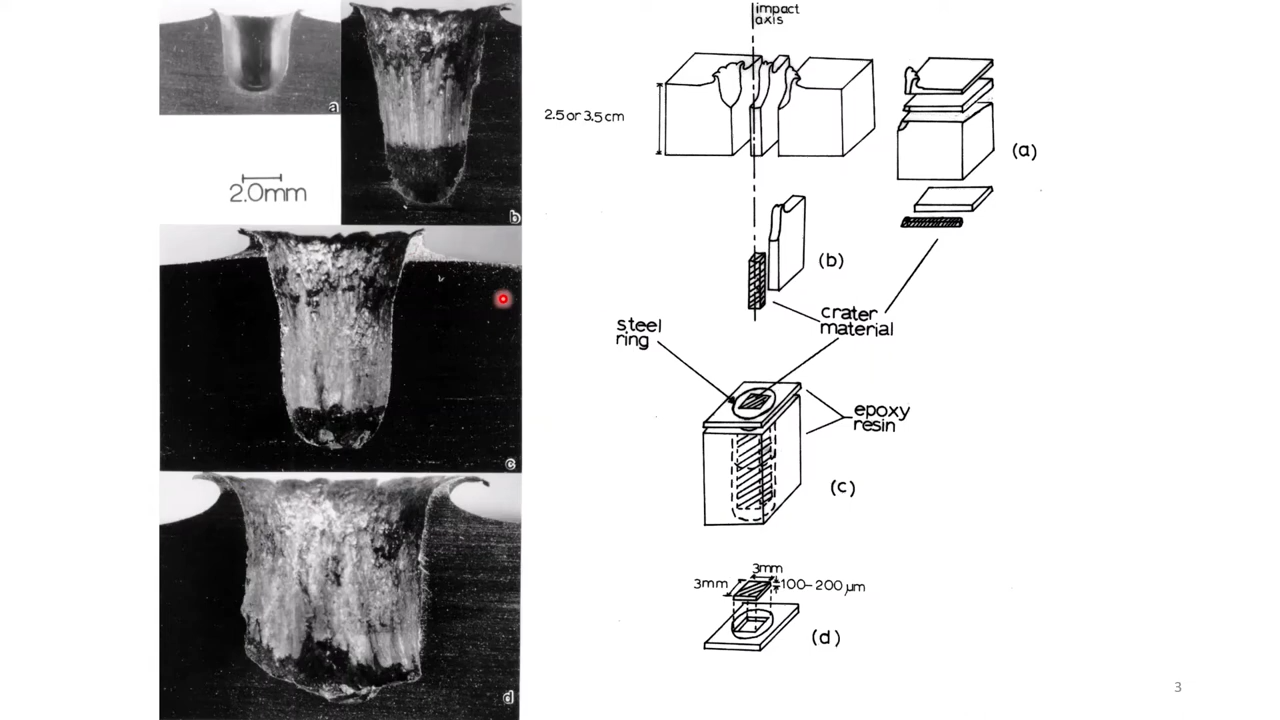 a
2.0mm
b
c
d
impact
axis
2.5 or 3.5 cm
(a)
(b)
crater
material
steel
ring
epoxy
resin
(c)
3mm
3mm
100-200 µm
(d)
3